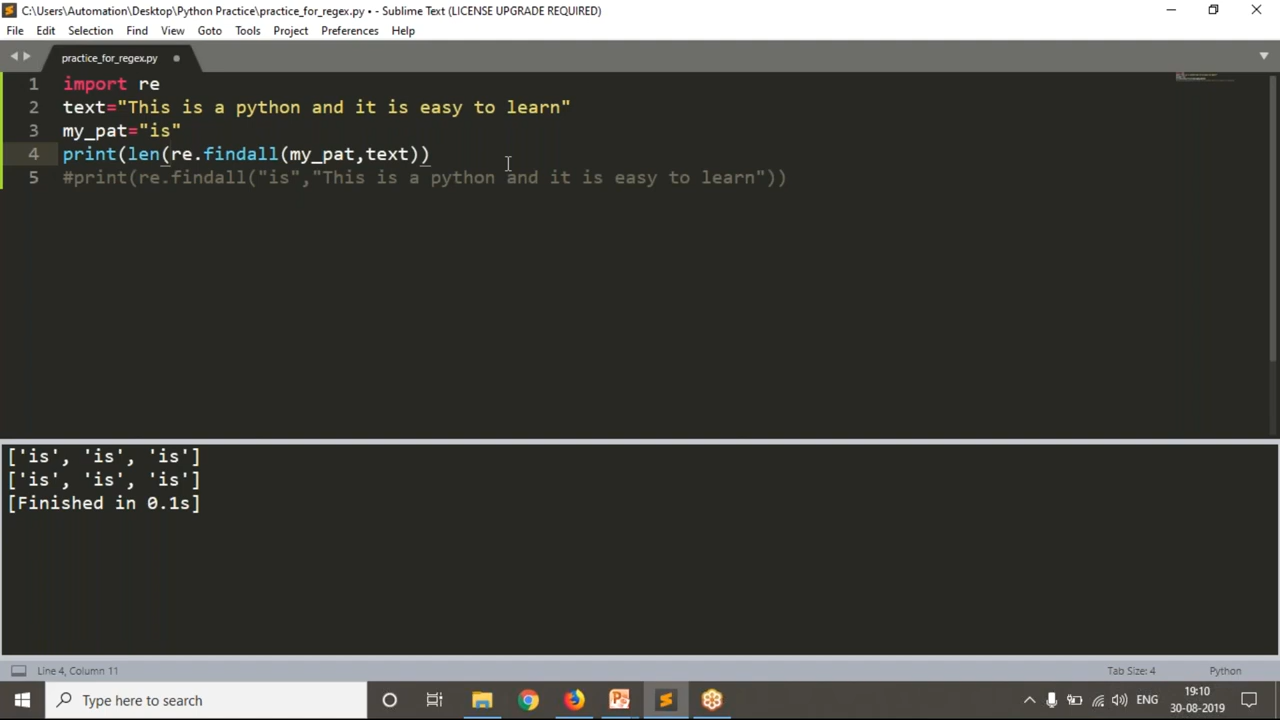 C:\Users\Automation\Desktop\Python Practice\practice_for_regex.py • - Sublime Text (LICENSE UPGRADE REQUIRED)
File Edit Selection Find View Goto Tools Project Preferences Help
practice_for_regex.py
1 import re
2 text="This is a python and it is easy to learn"
3 my_pat="is"
4 print(len(re.findall(my_pat,text))
5 #print(re.findall("is","This is a python and it is easy to learn"))
['is', 'is', 'is']
['is', 'is', 'is']
[Finished in 0.1s]
Line 4, Column 11 Tab Size: 4 Python
Type here to search ENG 19:10
30-08-2019